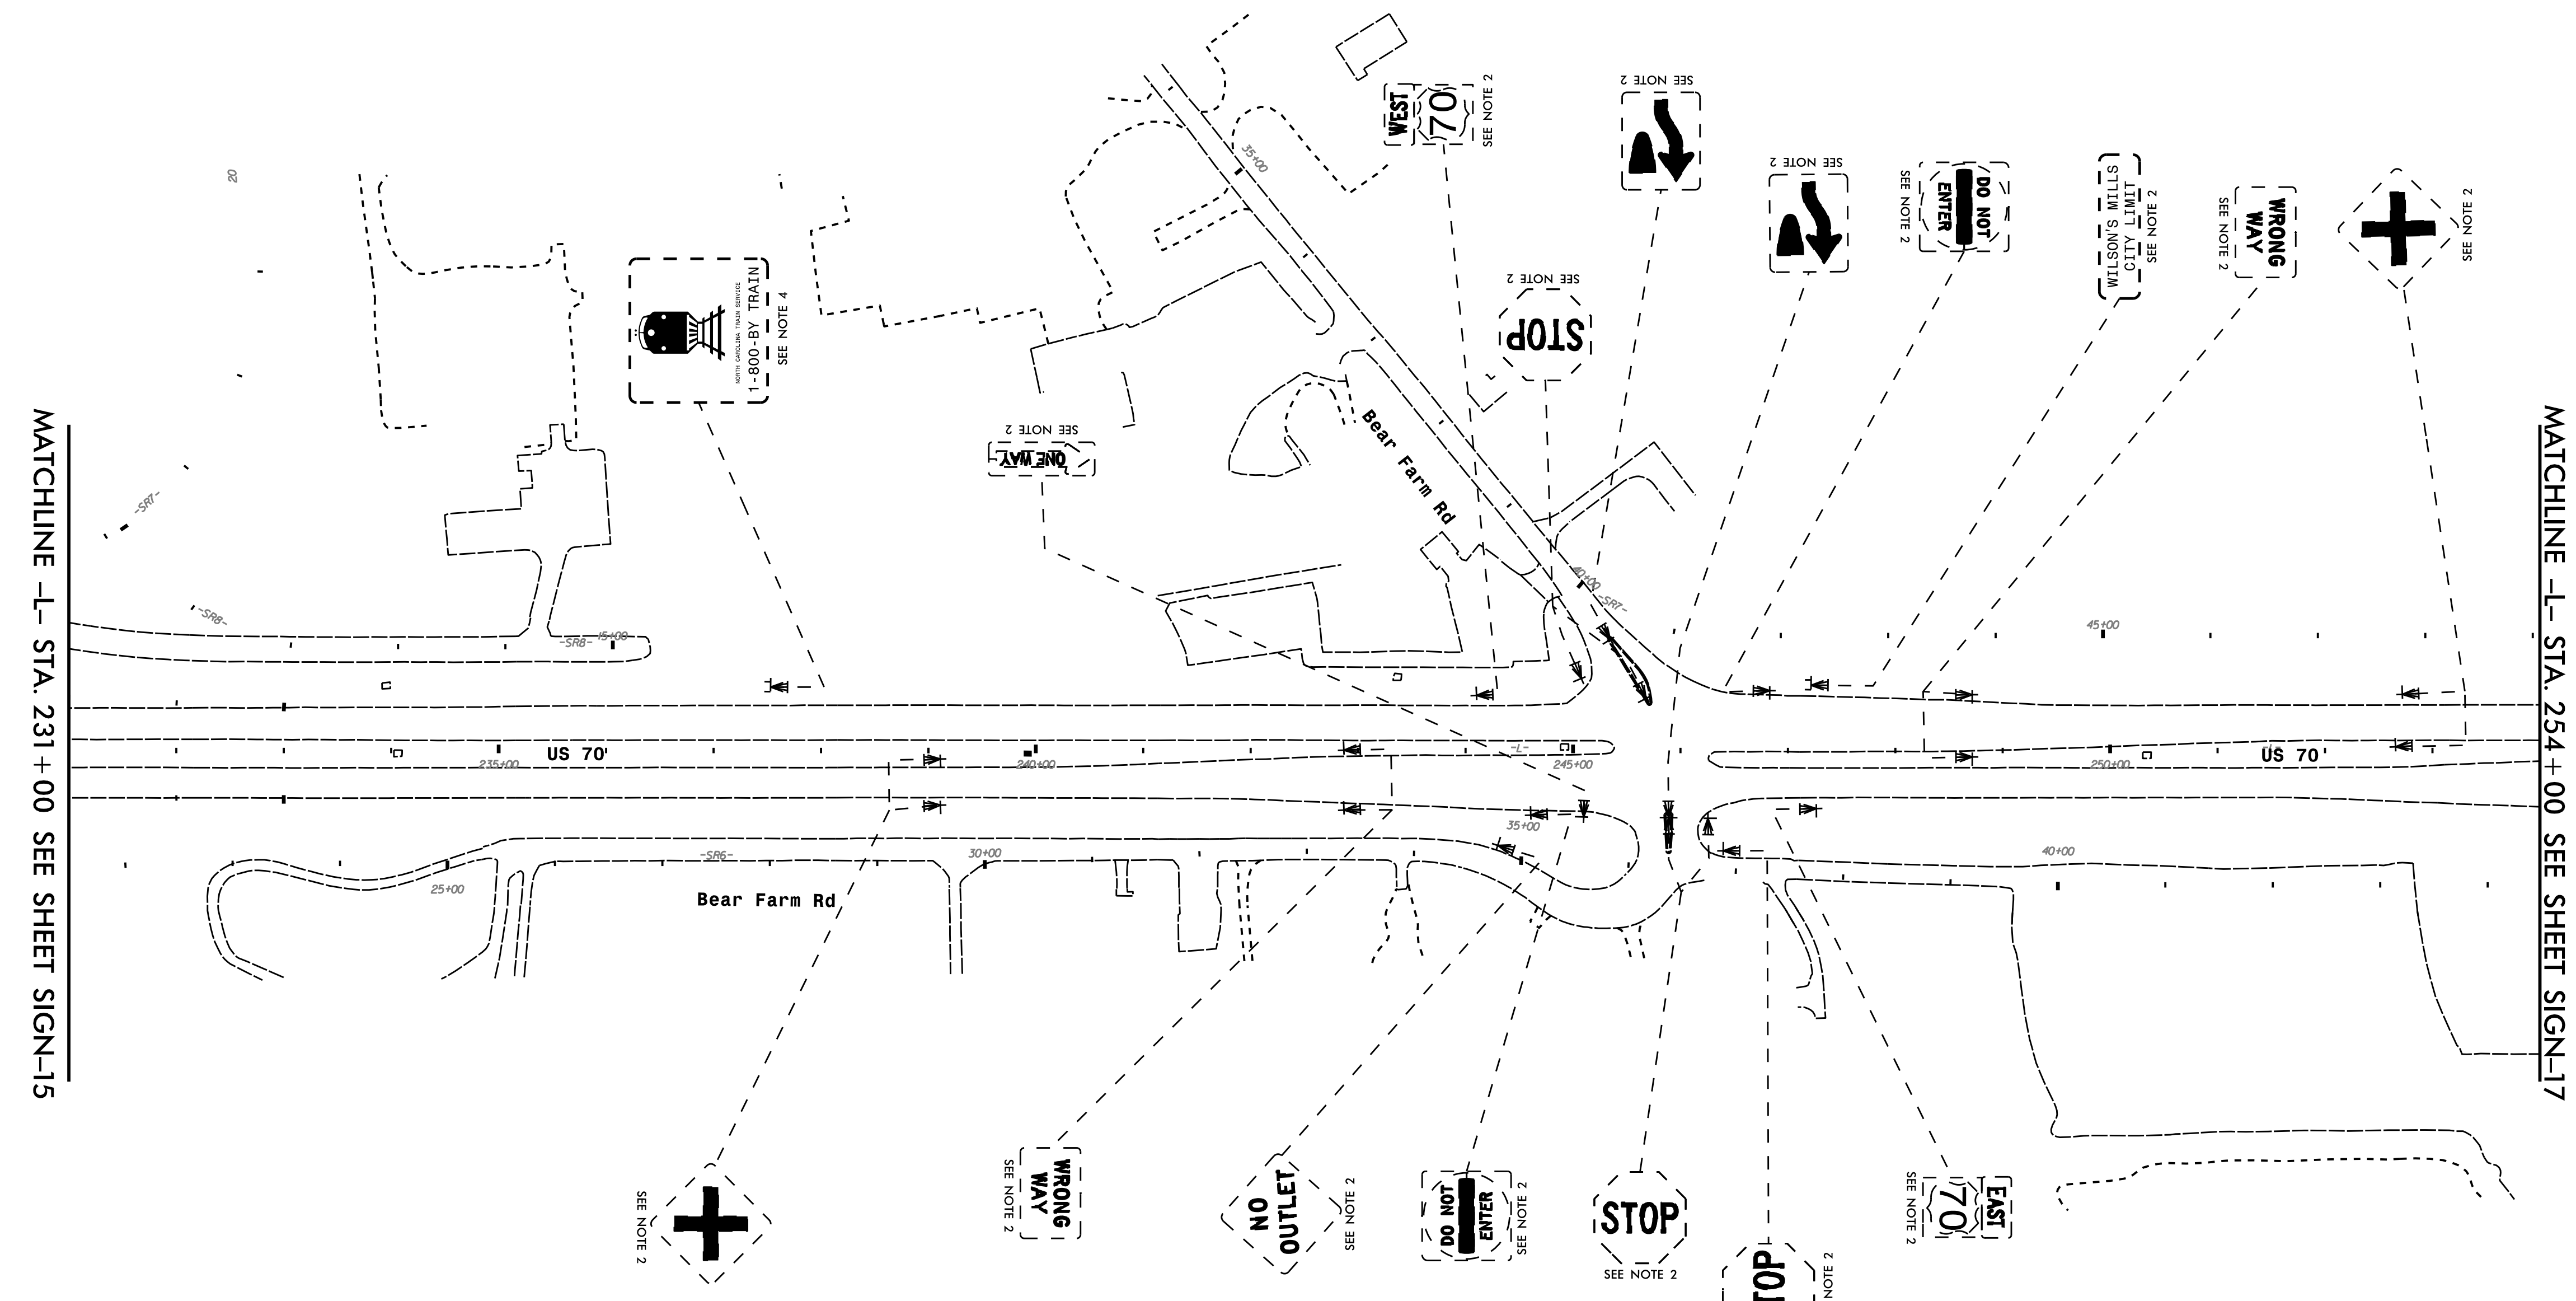 MATCHLINE -L- STA. 231+00 SEE SHEET SIGN-15
20
-SR7-
-SR8-
-SR8-
15+00
NORTH CAROLINA TRAIN SERVICE
1-800-BY TRAIN
SEE NOTE 4
SEE NOTE 2
ONE WAY
WEST
70
SEE NOTE 2
35+00
SEE NOTE 2
STOP
SEE NOTE 2
SEE NOTE 2
DO NOT
ENTER
SEE NOTE 2
WILSON'S MILLS
CITY LIMIT
SEE NOTE 2
WRONG
WAY
SEE NOTE 2
SEE NOTE 2
Bear Farm Rd
40+00
-SR7-
45+00
US 70
235+00
240+00
-L-
245+00
250+00
-L-
US 70
35+00
-SR6-
30+00
25+00
40+00
Bear Farm Rd
SEE NOTE 2
WRONG
WAY
SEE NOTE 2
NO
OUTLET
SEE NOTE 2
DO NOT
ENTER
SEE NOTE 2
STOP
SEE NOTE 2
TOP
NOTE 2
EAST
70
SEE NOTE 2
MATCHLINE -L- STA. 254+00 SEE SHEET SIGN-17